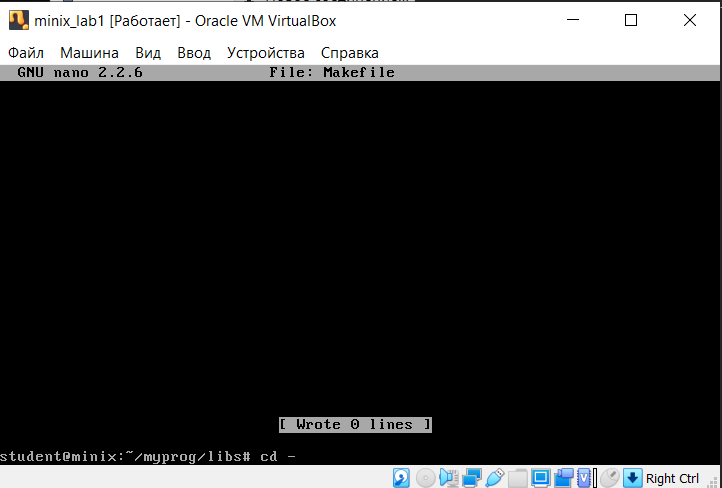 minix_lab1 [Работает] - Oracle VM VirtualBox
Файл Машина Вид Ввод Устройства Справка
GNU nano 2.2.6 File: Makefile
[ Wrote 0 lines ]
student@minix:~/myprog/libs# cd -
Right Ctrl